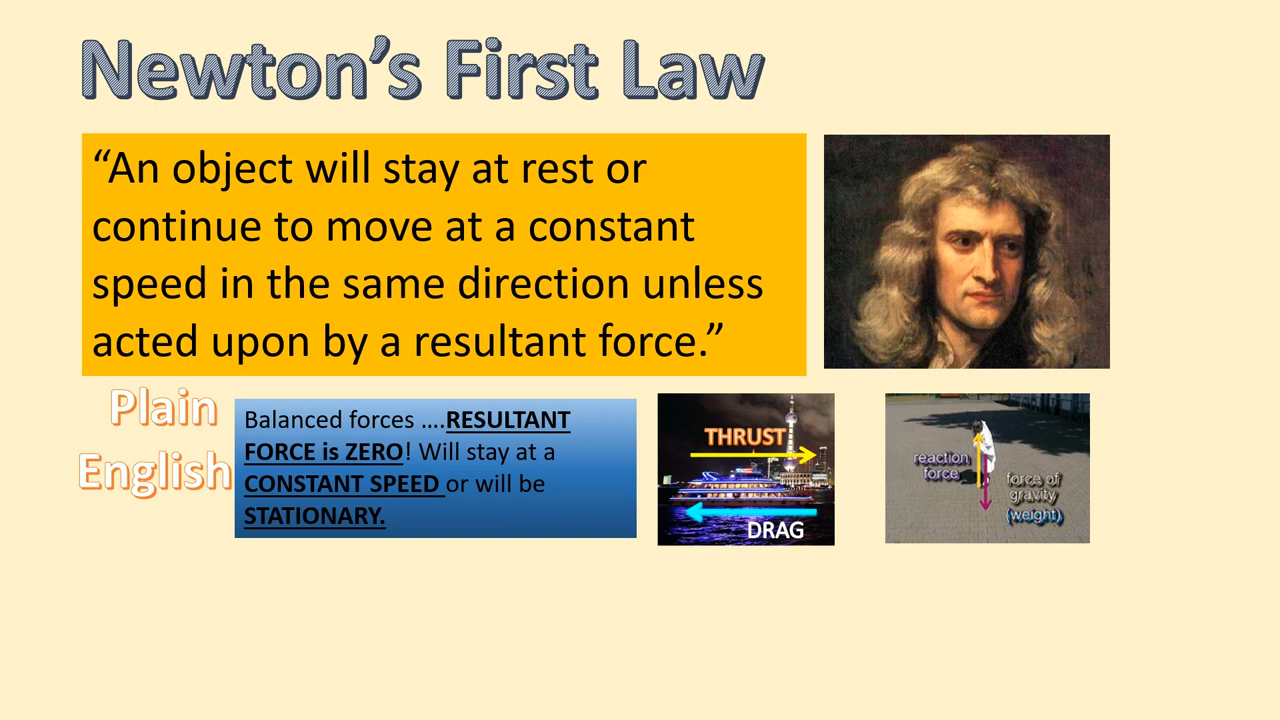 Newton’s First Law
“An object will stay at rest or
continue to move at a constant
speed in the same direction unless
acted upon by a resultant force.”
Plain
English
Balanced forces ....RESULTANT
FORCE is ZERO! Will stay at a
CONSTANT SPEED or will be
STATIONARY.
THRUST
DRAG
reaction
force
force of
gravity
(weight)